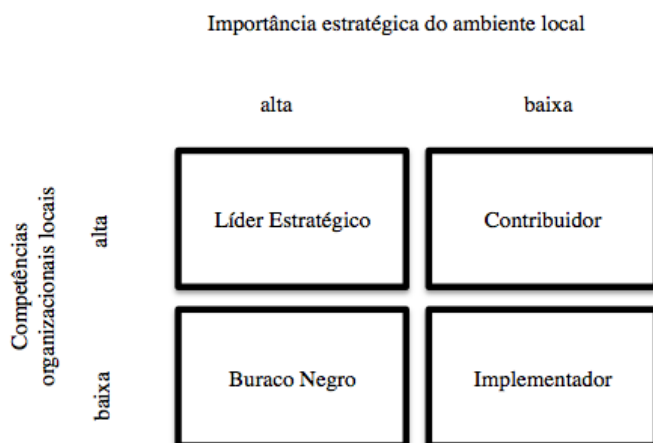 Importância estratégica do ambiente local
alta
baixa
Competências
organizacionais locais
alta
Líder Estratégico
Contribuidor
baixa
Buraco Negro
Implementador